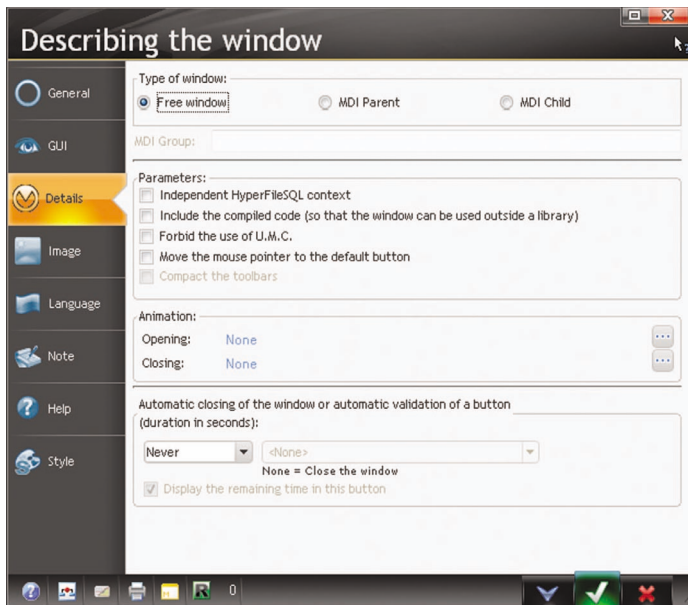 Describing the window
General
GUI
Details
Image
Language
Note
Help
Style
Type of window:
Free window MDI Parent MDI Child
MDI Group:
Parameters:
Independent HyperFileSQL context
Include the compiled code (so that the window can be used outside a library)
Forbid the use of U.M.C.
Move the mouse pointer to the default button
Compact the toolbars
Animation:
Opening: None ...
Closing: None ...
Automatic closing of the window or automatic validation of a button
(duration in seconds):
Never <None>
None = Close the window
Display the remaining time in this button
? R 0